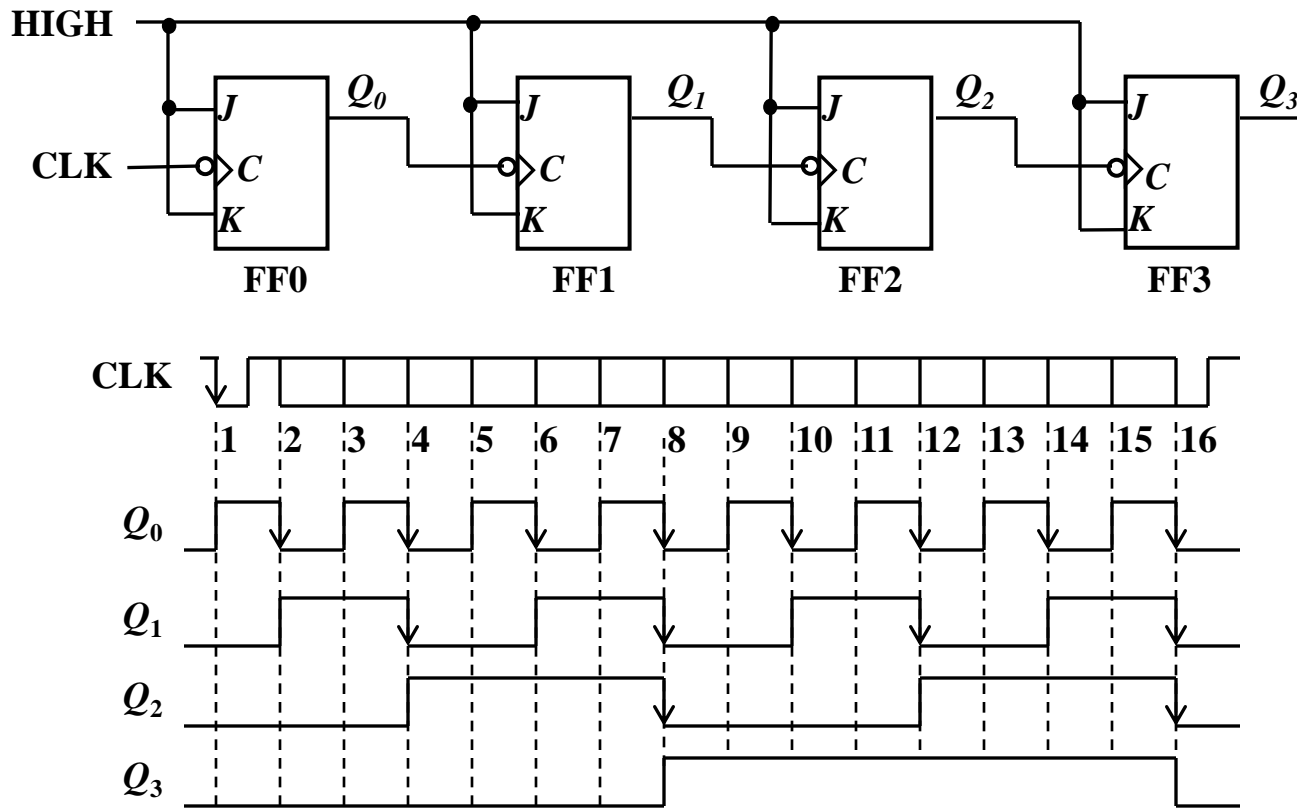 HIGH
Q0 Q1 Q2 Q3
J J J J
CLK C C C C
K K K K
FF0 FF1 FF2 FF3
CLK
1 2 3 4 5 6 7 8 9 10 11 12 13 14 15 16
Q0
Q1
Q2
Q3